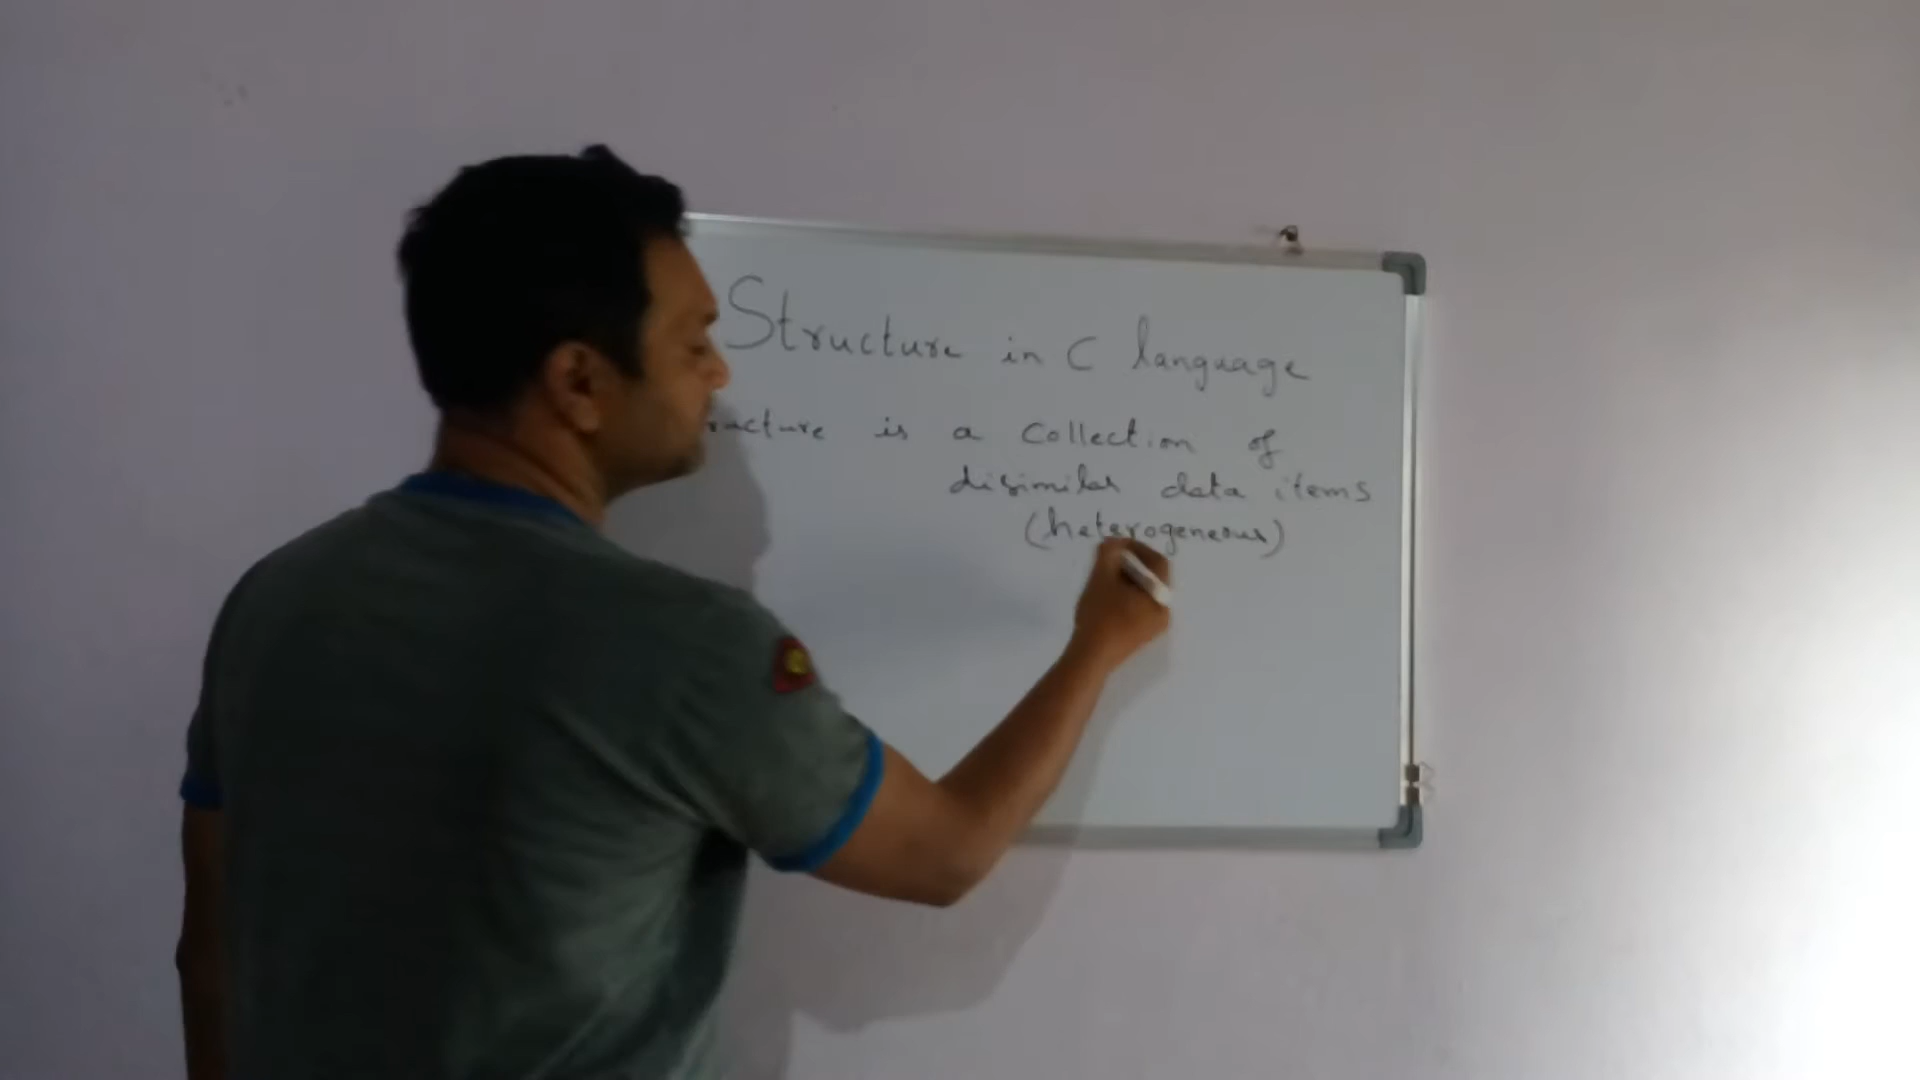 Structure in C language
ructure is a Collection of
disimilar data items
(heterogeneous)